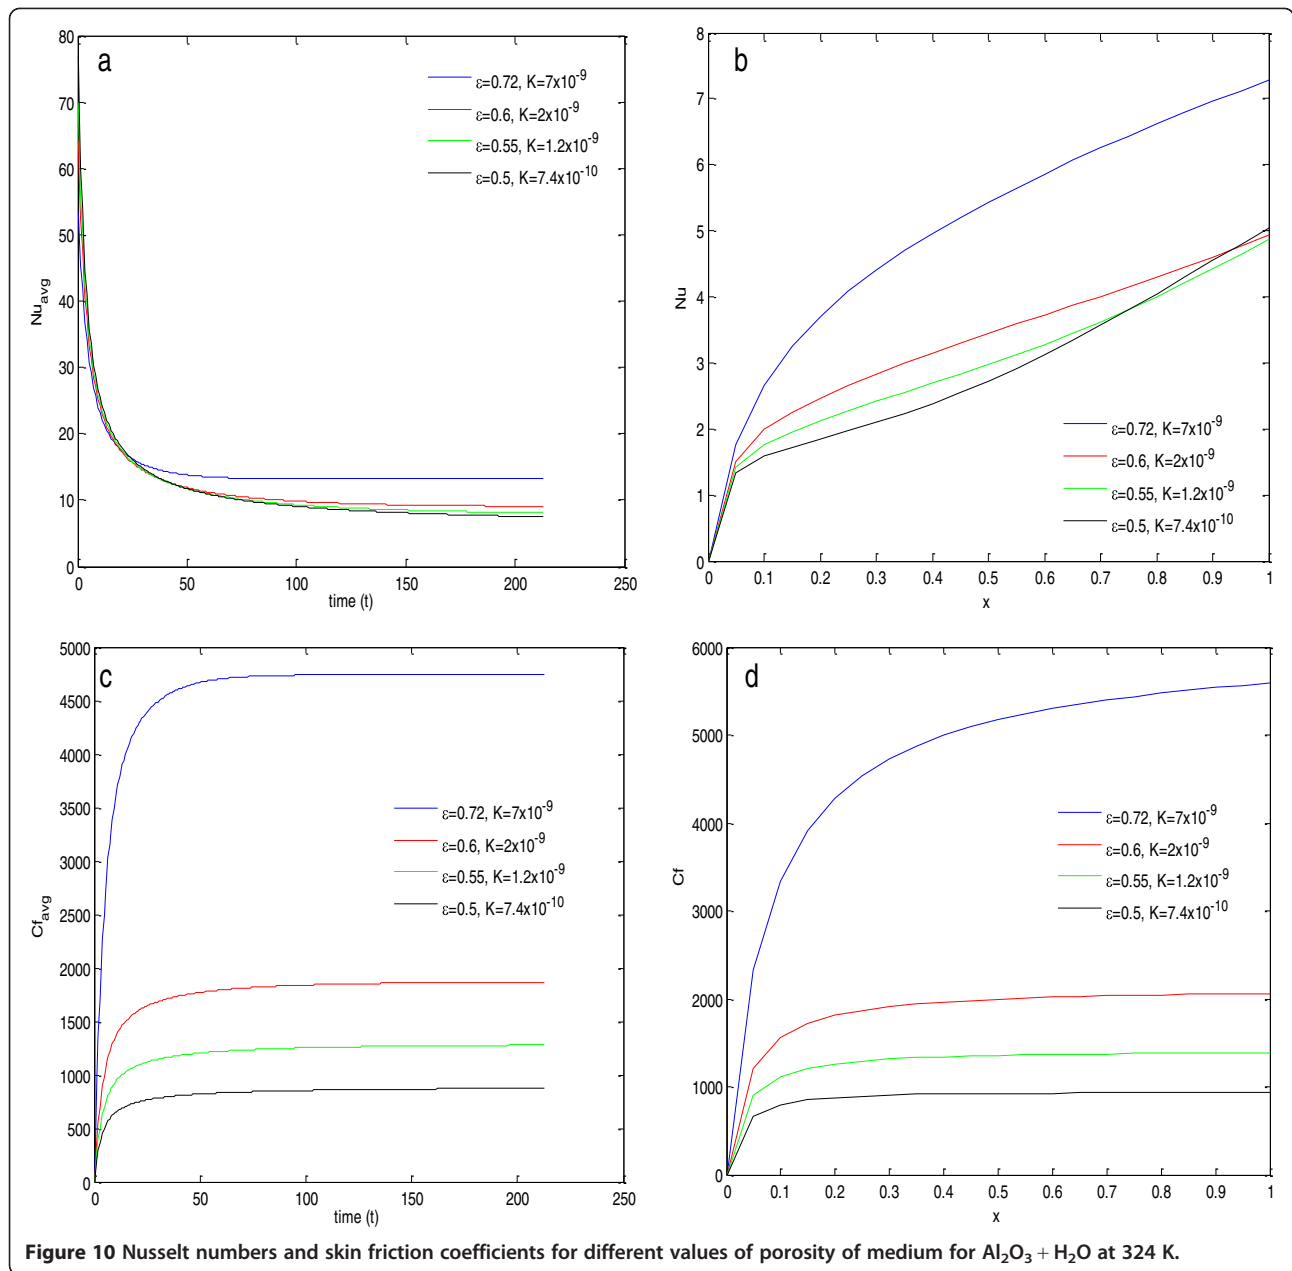 a
80
70
60
50
40
30
20
10
0
Nu_avg
0 50 100 150 200 250
time (t)
ε=0.72, K=7x10^-9
ε=0.6, K=2x10^-9
ε=0.55, K=1.2x10^-9
ε=0.5, K=7.4x10^-10
b
8
7
6
5
4
3
2
1
0
Nu
0 0.1 0.2 0.3 0.4 0.5 0.6 0.7 0.8 0.9 1
x
ε=0.72, K=7x10^-9
ε=0.6, K=2x10^-9
ε=0.55, K=1.2x10^-9
ε=0.5, K=7.4x10^-10
c
5000
4500
4000
3500
3000
2500
2000
1500
1000
500
0
Cf_avg
0 50 100 150 200 250
time (t)
ε=0.72, K=7x10^-9
ε=0.6, K=2x10^-9
ε=0.55, K=1.2x10^-9
ε=0.5, K=7.4x10^-10
d
6000
5000
4000
3000
2000
1000
0
Cf
0 0.1 0.2 0.3 0.4 0.5 0.6 0.7 0.8 0.9 1
x
ε=0.72, K=7x10^-9
ε=0.6, K=2x10^-9
ε=0.55, K=1.2x10^-9
ε=0.5, K=7.4x10^-10
Figure 10 Nusselt numbers and skin friction coefficients for different values of porosity of medium for Al₂O₃ + H₂O at 324 K.